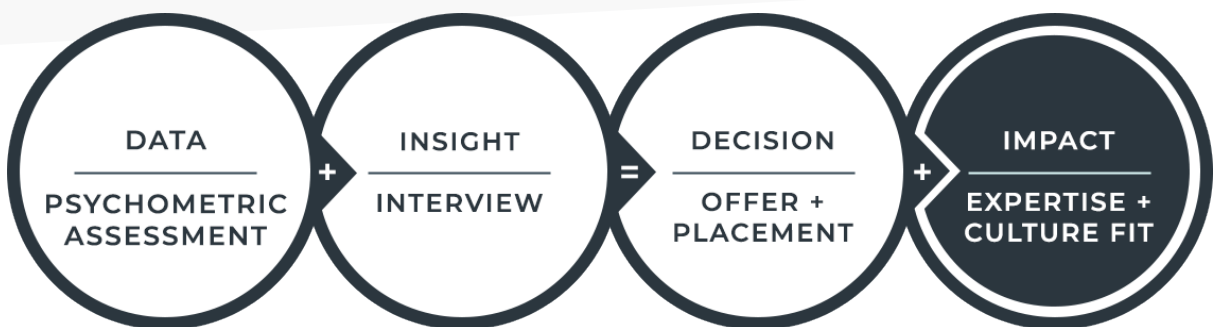 DATA
PSYCHOMETRIC
ASSESSMENT
+
INSIGHT
INTERVIEW
=
DECISION
OFFER +
PLACEMENT
+
IMPACT
EXPERTISE +
CULTURE FIT